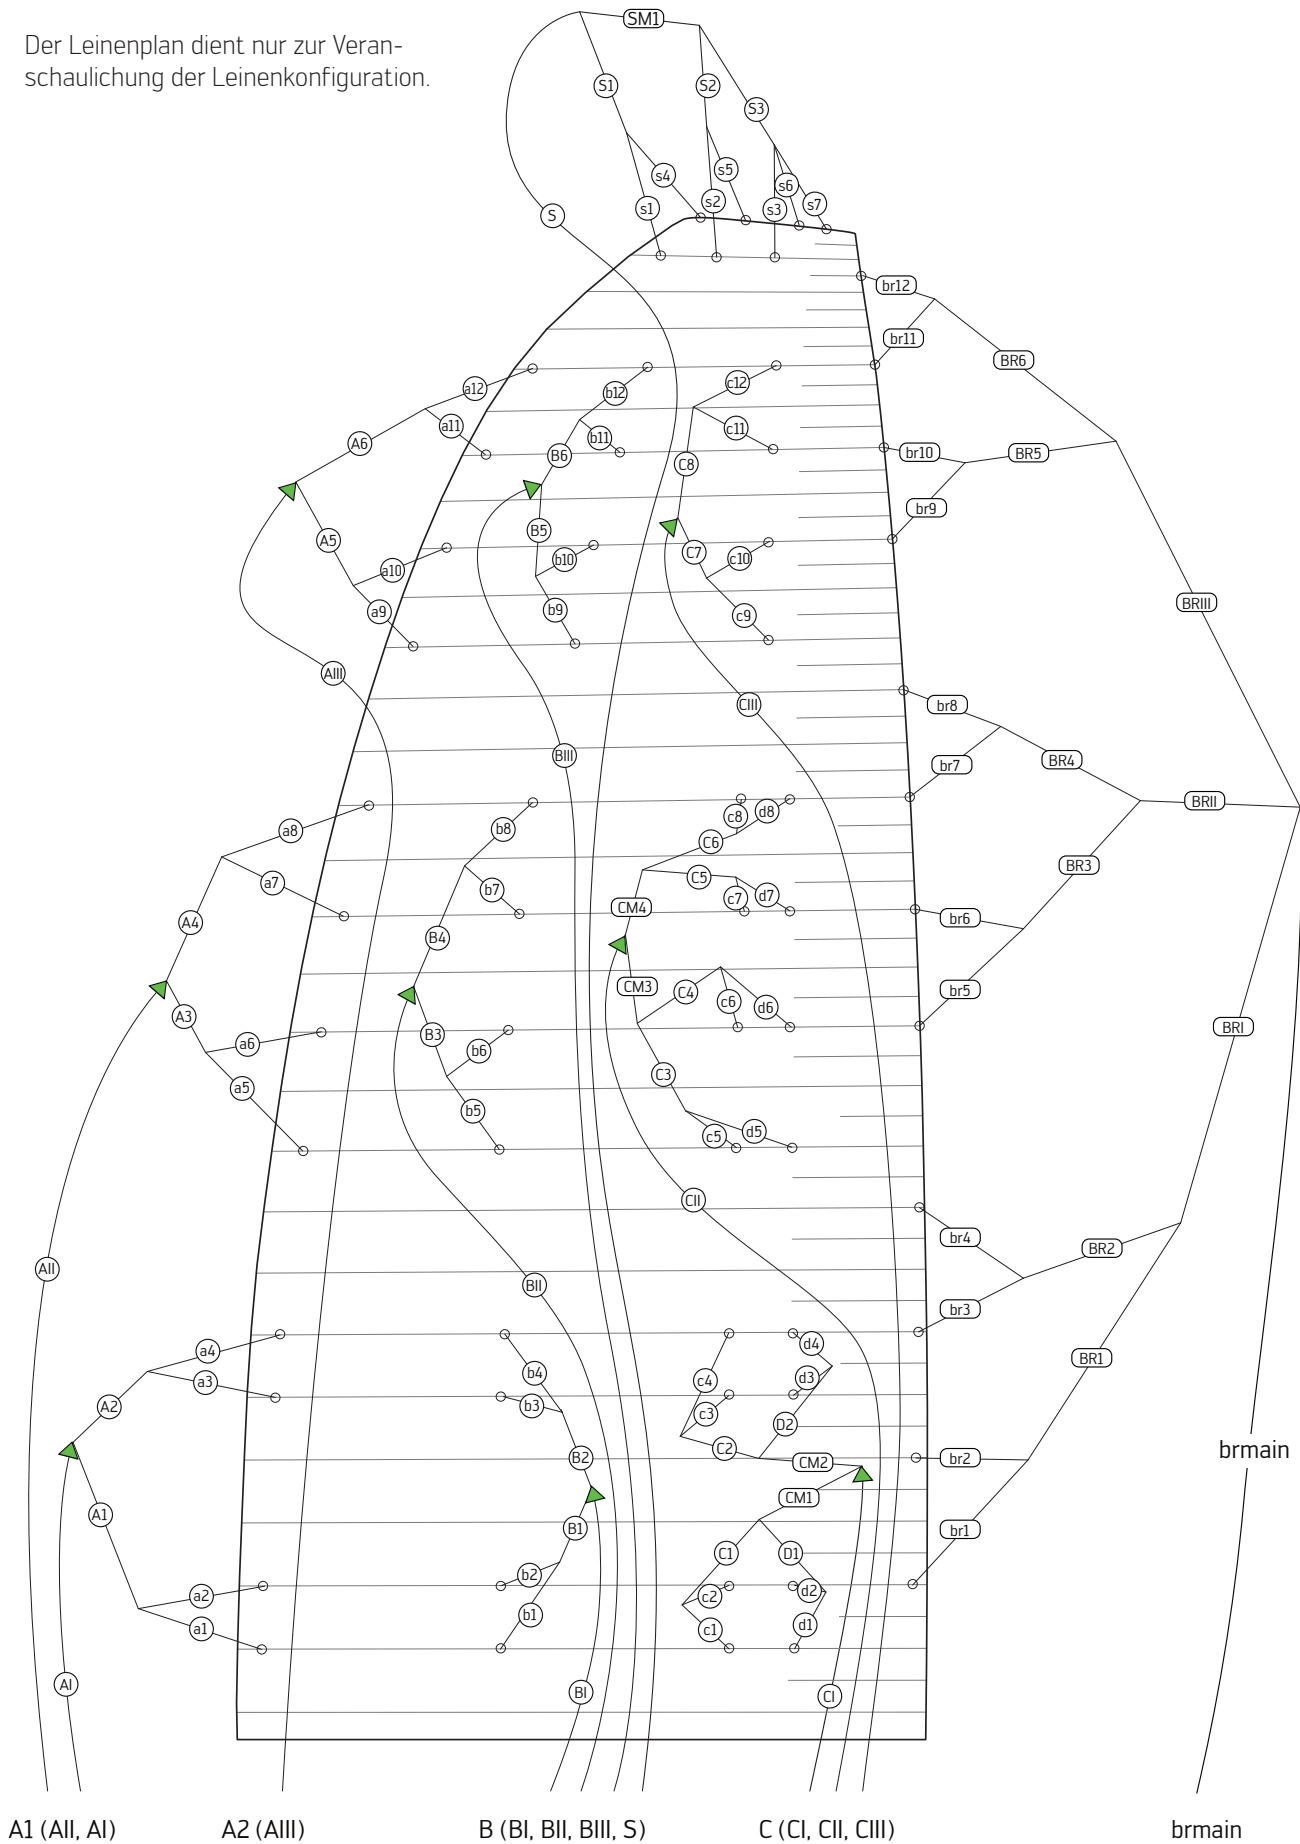 Der Leinenplan dient nur zur Veran-
schaulichung der Leinenkonfiguration.
SM1
S1
S2
S3
s4
s5
s6
s1
s2
s3
s7
S
br12
br11
BR6
a12
b12
c12
a11
b11
c11
A6
B6
C8
br10
BR5
br9
A5
B5
C7
a10
b10
c10
a9
b9
c9
BRIII
AIII
CIII
br8
BIII
br7
BR4
BRII
a8
b8
c8
d8
C6
BR3
a7
b7
C5
c7
d7
A4
B4
CM4
br6
CM3
C4
c6
d6
br5
A3
B3
a6
b6
BRI
a5
b5
C3
c5
d5
CII
br4
BR2
AII
BII
br3
a4
b4
c4
d4
a3
b3
c3
d3
BR1
A2
B2
C2
D2
CM2
br2
brmain
CM1
A1
B1
br1
C1
D1
a2
b2
c2
d2
a1
b1
c1
d1
AI
BI
CI
A1 (AII, AI)
A2 (AIII)
B (BI, BII, BIII, S)
C (CI, CII, CIII)
brmain